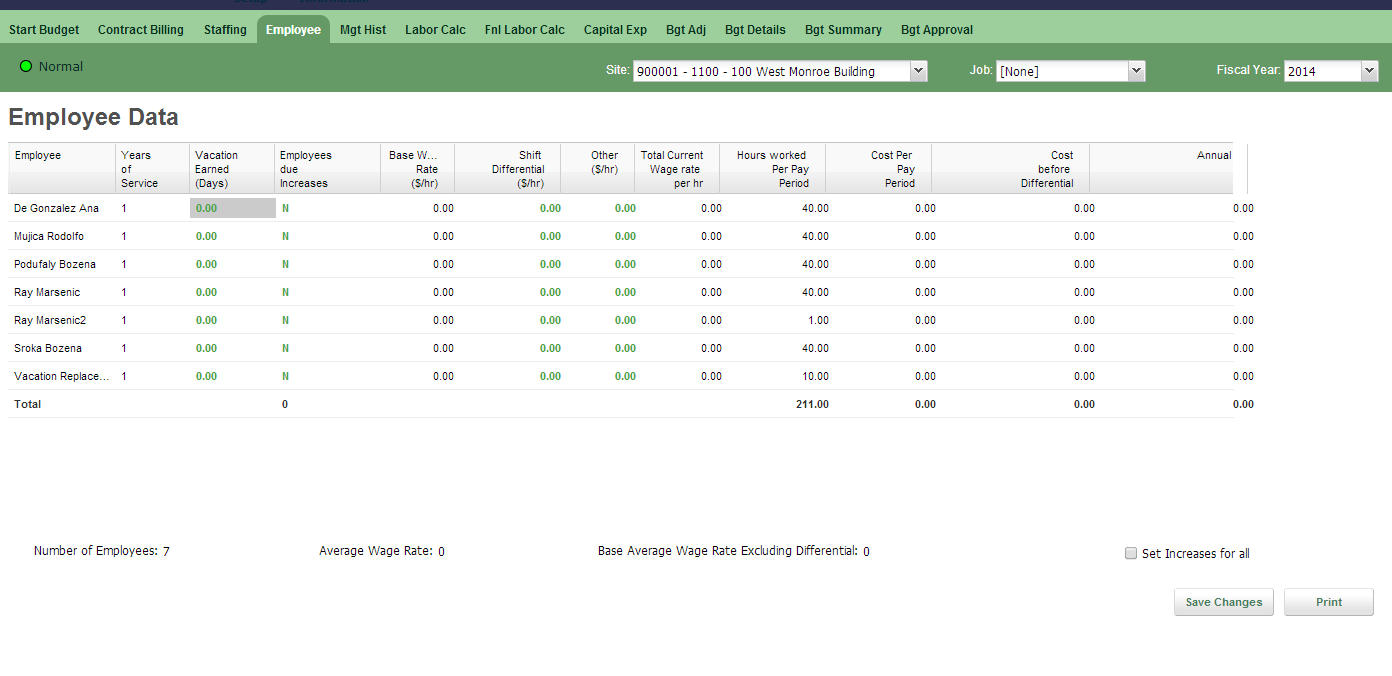 Start Budget Contract Billing Staffing Employee Mgt Hist Labor Calc Fnl Labor Calc Capital Exp Bgt Adj Bgt Details Bgt Summary Bgt Approval
Normal Site: 900001 - 1100 - 100 West Monroe Building Job: [None] Fiscal Year: 2014
Employee Data
Employee Years Vacation Employees Base W... Shift Other Total Current Hours worked Cost Per Cost Annual
of Earned due Rate Differential ($/hr) Wage rate Per Pay Pay before
Service (Days) Increases ($/hr) ($/hr) per hr Period Period Differential
De Gonzalez Ana 1 0.00 N 0.00 0.00 0.00 0.00 40.00 0.00 0.00 0.00
Mujica Rodolfo 1 0.00 N 0.00 0.00 0.00 0.00 40.00 0.00 0.00 0.00
Podufaly Bozena 1 0.00 N 0.00 0.00 0.00 0.00 40.00 0.00 0.00 0.00
Ray Marsenic 1 0.00 N 0.00 0.00 0.00 0.00 40.00 0.00 0.00 0.00
Ray Marsenic2 1 0.00 N 0.00 0.00 0.00 0.00 1.00 0.00 0.00 0.00
Sroka Bozena 1 0.00 N 0.00 0.00 0.00 0.00 40.00 0.00 0.00 0.00
Vacation Replace... 1 0.00 N 0.00 0.00 0.00 0.00 10.00 0.00 0.00 0.00
Total 0 211.00 0.00 0.00 0.00
Number of Employees: 7 Average Wage Rate: 0 Base Average Wage Rate Excluding Differential: 0 Set Increases for all
Save Changes Print